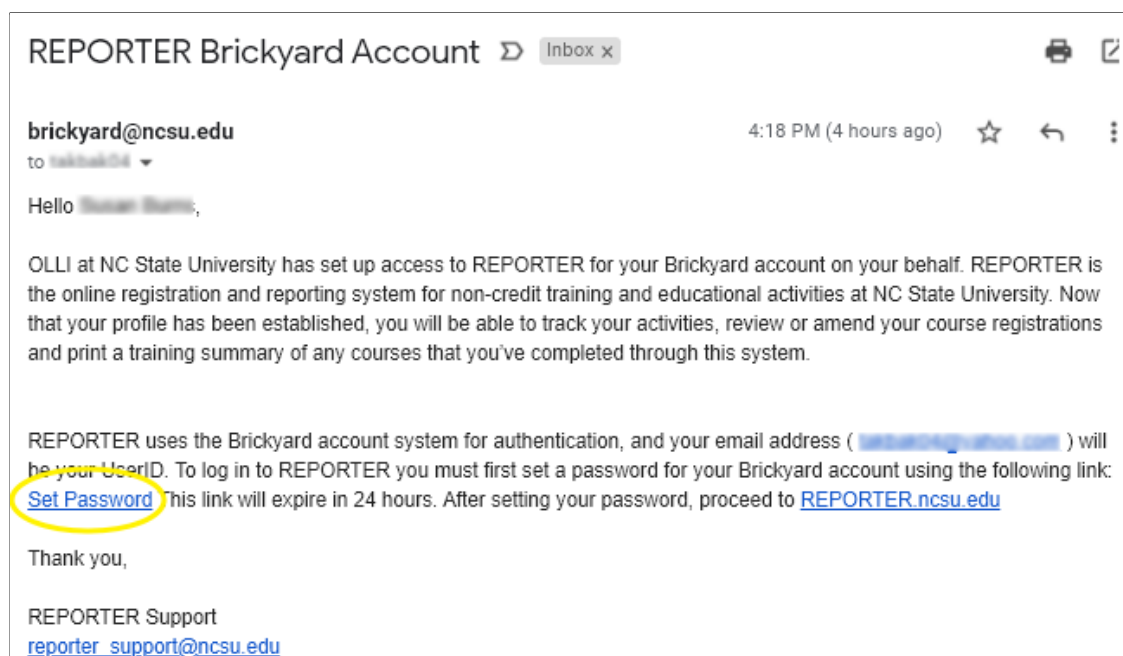 REPORTER Brickyard Account Inbox x
brickyard@ncsu.edu 4:18 PM (4 hours ago)
to
Hello ,
OLLI at NC State University has set up access to REPORTER for your Brickyard account on your behalf. REPORTER is
the online registration and reporting system for non-credit training and educational activities at NC State University. Now
that your profile has been established, you will be able to track your activities, review or amend your course registrations
and print a training summary of any courses that you've completed through this system.
REPORTER uses the Brickyard account system for authentication, and your email address ( ) will
be your UserID. To log in to REPORTER you must first set a password for your Brickyard account using the following link:
Set Password This link will expire in 24 hours. After setting your password, proceed to REPORTER.ncsu.edu
Thank you,
REPORTER Support
reporter_support@ncsu.edu